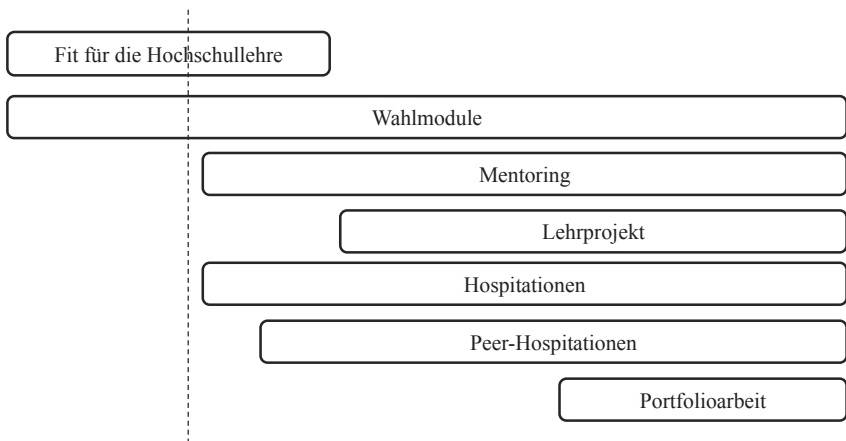 Fit für die Hochschullehre
Wahlmodule
Mentoring
Lehrprojekt
Hospitationen
Peer-Hospitationen
Portfolioarbeit